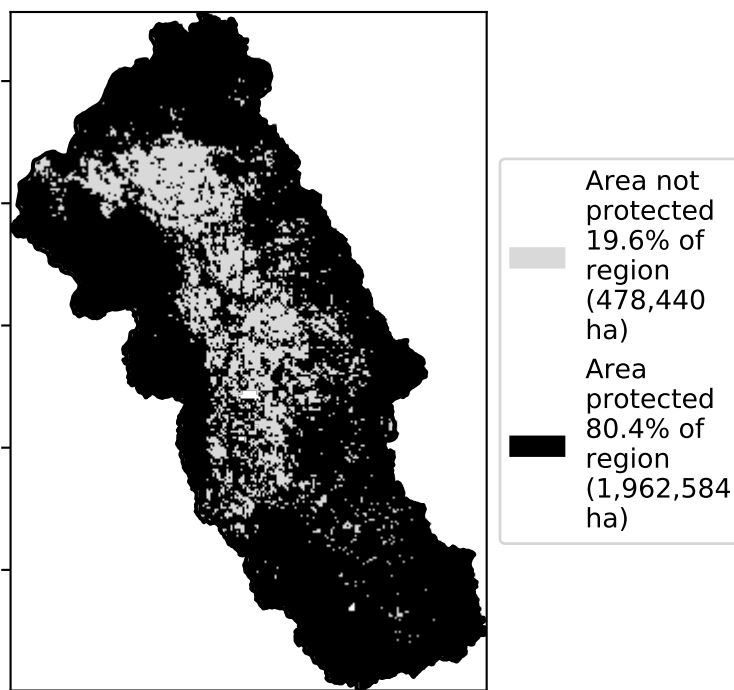 Area not
protected
19.6% of
region
(478,440
ha)
Area
protected
80.4% of
region
(1,962,584
ha)